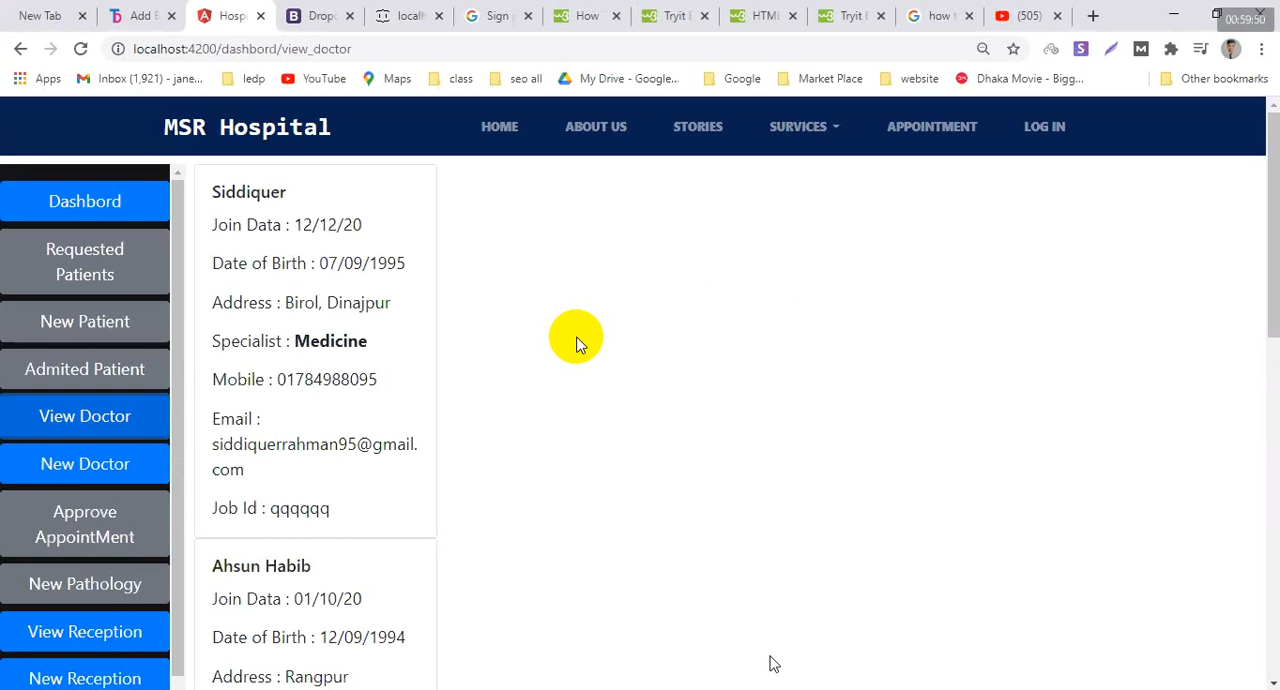 New Tab
Add B
Hospi
Dropd
localh
Sign
How
Tryit E
HTML
Tryit E
how t
(505)
00:59:50
localhost:4200/dashbord/view_doctor
Apps
Inbox (1,921) - jane...
ledp
YouTube
Maps
class
seo all
My Drive - Google...
Google
Market Place
website
Dhaka Movie - Bigg...
Other bookmarks
MSR Hospital
HOME
ABOUT US
STORIES
SURVICES
APPOINTMENT
LOG IN
Dashbord
Requested
Patients
New Patient
Admited Patient
View Doctor
New Doctor
Approve
AppointMent
New Pathology
View Reception
New Reception
Siddiquer
Join Data : 12/12/20
Date of Birth : 07/09/1995
Address : Birol, Dinajpur
Specialist : Medicine
Mobile : 01784988095
Email :
siddiquerrahman95@gmail.
com
Job Id : qqqqqq
Ahsun Habib
Join Data : 01/10/20
Date of Birth : 12/09/1994
Address : Rangpur